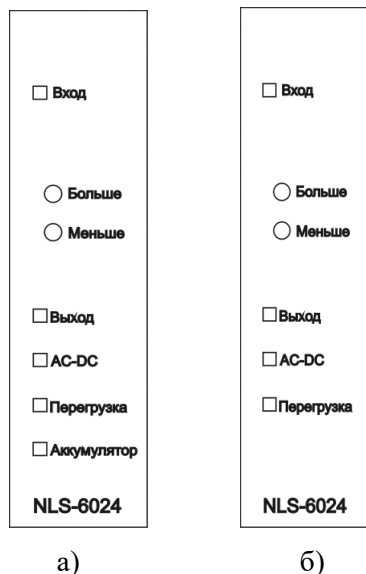 Вход
Больше
Меньше
Выход
AC-DC
Перегрузка
Аккумулятор
NLS-6024
а)
Вход
Больше
Меньше
Выход
AC-DC
Перегрузка
NLS-6024
б)